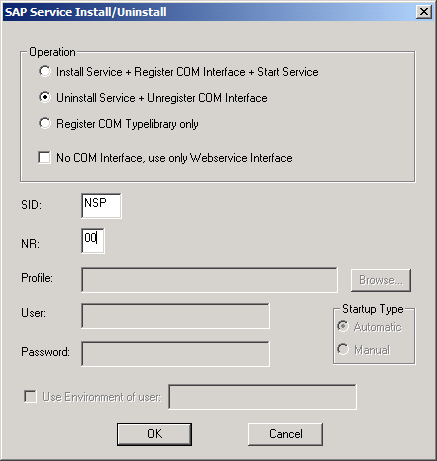 SAP Service Install/Uninstall
Operation
Install Service + Register COM Interface + Start Service
Uninstall Service + Unregister COM Interface
Register COM Typelibrary only
No COM Interface, use only Webservice Interface
SID: NSP
NR: 00
Profile: Browse...
User:
Startup Type
Automatic
Password: Manual
Use Environment of user:
OK Cancel